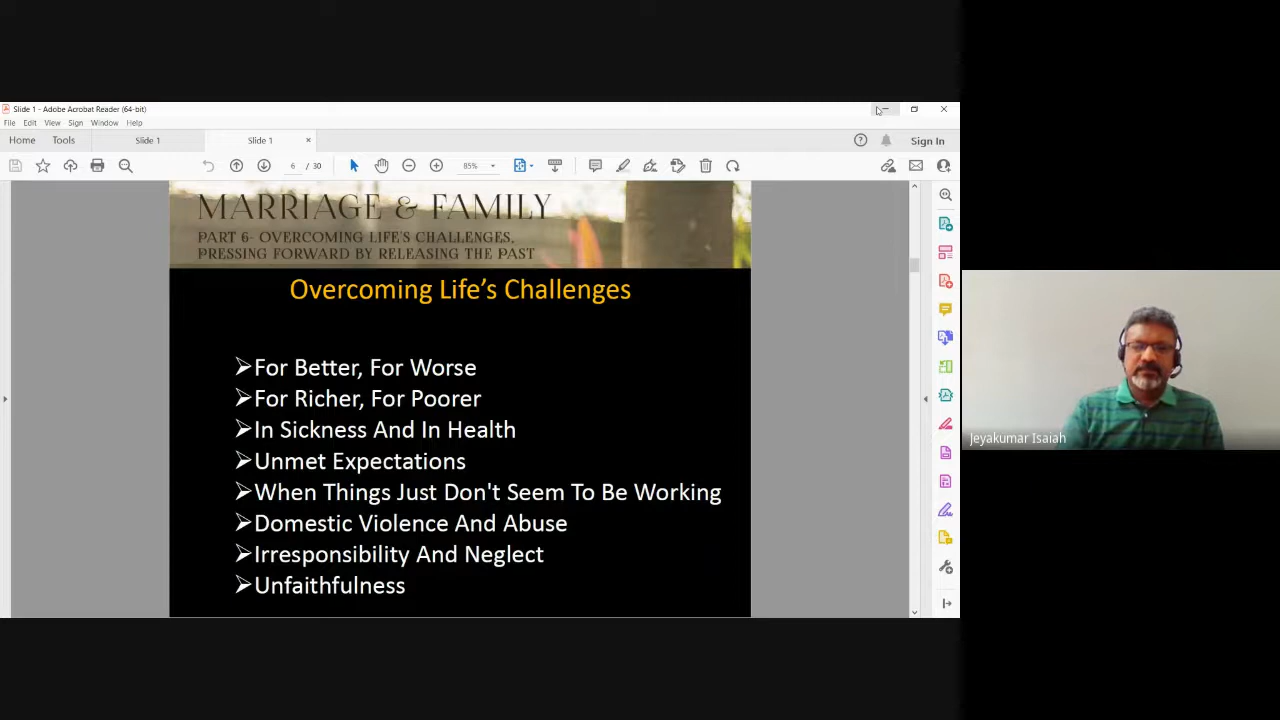 Slide 1 - Adobe Acrobat Reader (64-bit)
File Edit View Sign Window Help
Home Tools Slide 1 Slide 1 × Sign In
6 / 30 85%
MARRIAGE & FAMILY
PART 6- OVERCOMING LIFE'S CHALLENGES,
PRESSING FORWARD BY RELEASING THE PAST
Overcoming Life's Challenges
➢For Better, For Worse
➢For Richer, For Poorer
➢In Sickness And In Health
➢Unmet Expectations
➢When Things Just Don't Seem To Be Working
➢Domestic Violence And Abuse
➢Irresponsibility And Neglect
➢Unfaithfulness
Jeyakumar Isaiah